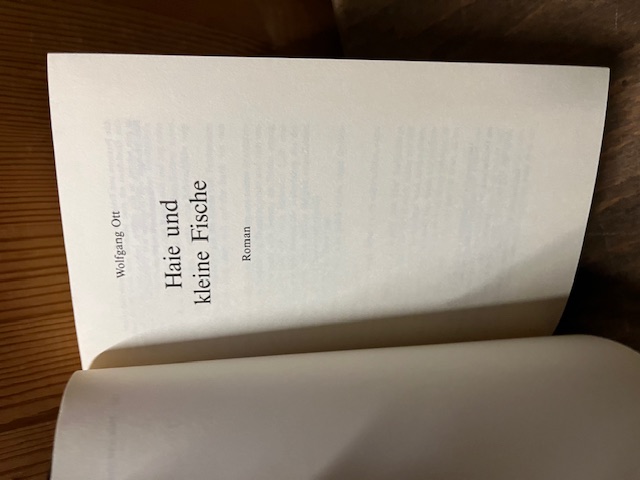 Wolfgang Ott
Haie und
kleine Fische
Roman